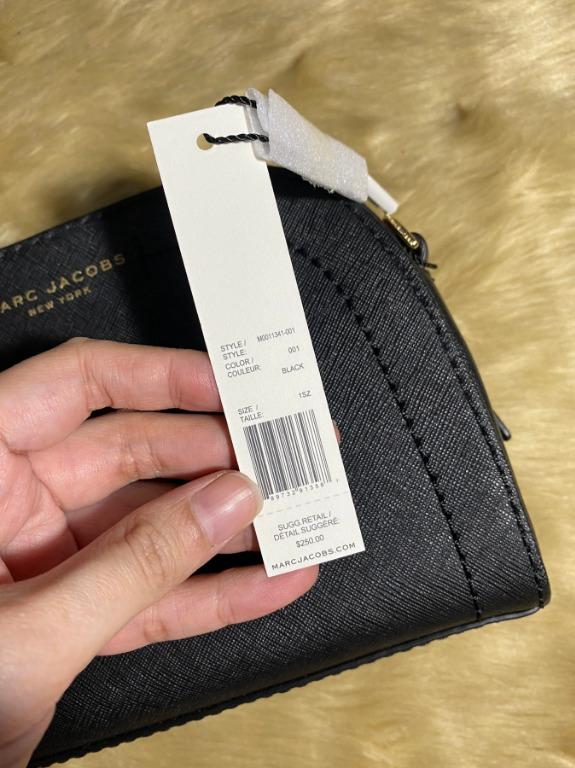 MARC JACOBS
NEW YORK
STYLE / M0011341-001
STYLE:
COLOR / 001
COULEUR: BLACK
SIZE / 1SZ
TAILLE:
SUGG.RETAIL /
DÉTAIL SUGGÉRÉ:
$250.00
MARCJACOBS.COM